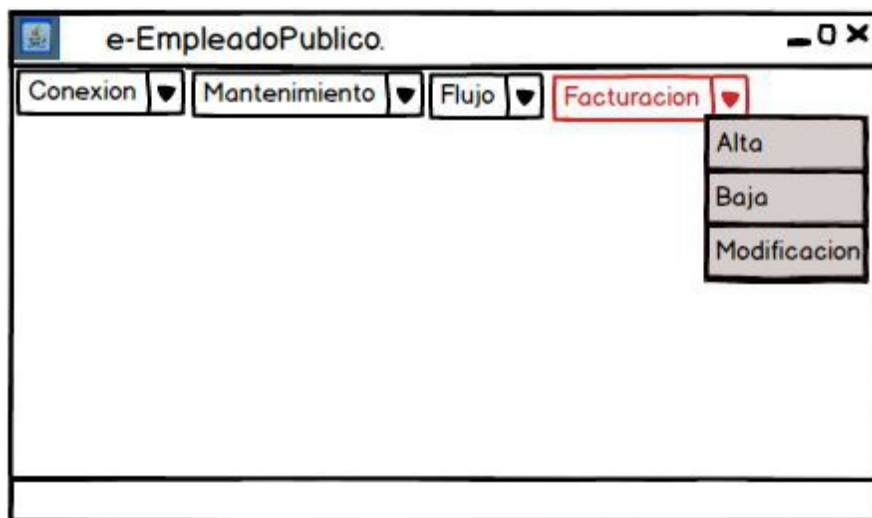 e-EmpleadoPublico.
Conexion Mantenimiento Flujo Facturacion
Alta
Baja
Modificacion